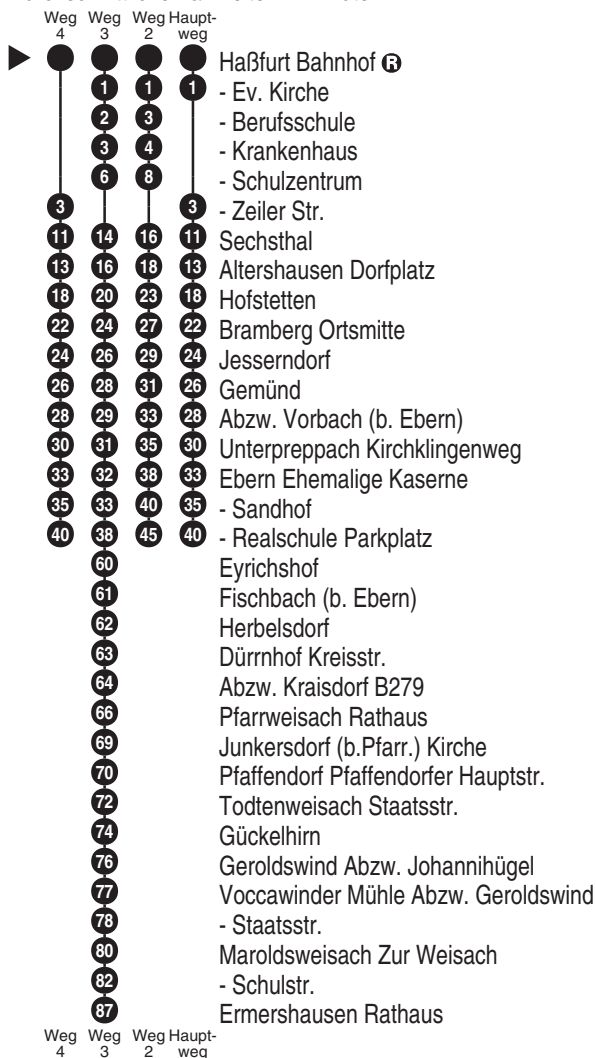 Weg Weg Weg Haupt-
4 3 2 weg
Haßfurt Bahnhof R
1 1 1 - Ev. Kirche
2 3 - Berufsschule
3 4 - Krankenhaus
6 8 - Schulzentrum
3 3 - Zeiler Str.
11 14 16 11 Sechsthal
13 16 18 13 Altershausen Dorfplatz
18 20 23 18 Hofstetten
22 24 27 22 Bramberg Ortsmitte
24 26 29 24 Jesserndorf
26 28 31 26 Gemünd
28 29 33 28 Abzw. Vorbach (b. Ebern)
30 31 35 30 Unterpreppach Kirchklingenweg
33 32 38 33 Ebern Ehemalige Kaserne
35 33 40 35 - Sandhof
40 38 45 40 - Realschule Parkplatz
60 Eyrichshof
61 Fischbach (b. Ebern)
62 Herbelsdorf
63 Dürrnhof Kreisstr.
64 Abzw. Kraisdorf B279
66 Pfarrweisach Rathaus
69 Junkersdorf (b.Pfarr.) Kirche
70 Pfaffendorf Pfaffendorfer Hauptstr.
72 Todtenweisach Staatsstr.
74 Gückelhirn
76 Geroldswind Abzw. Johannihügel
77 Voccawinder Mühle Abzw. Geroldswind
78 - Staatsstr.
80 Maroldsweisach Zur Weisach
82 - Schulstr.
87 Ermershausen Rathaus
Weg Weg Weg Haupt-
4 3 2 weg